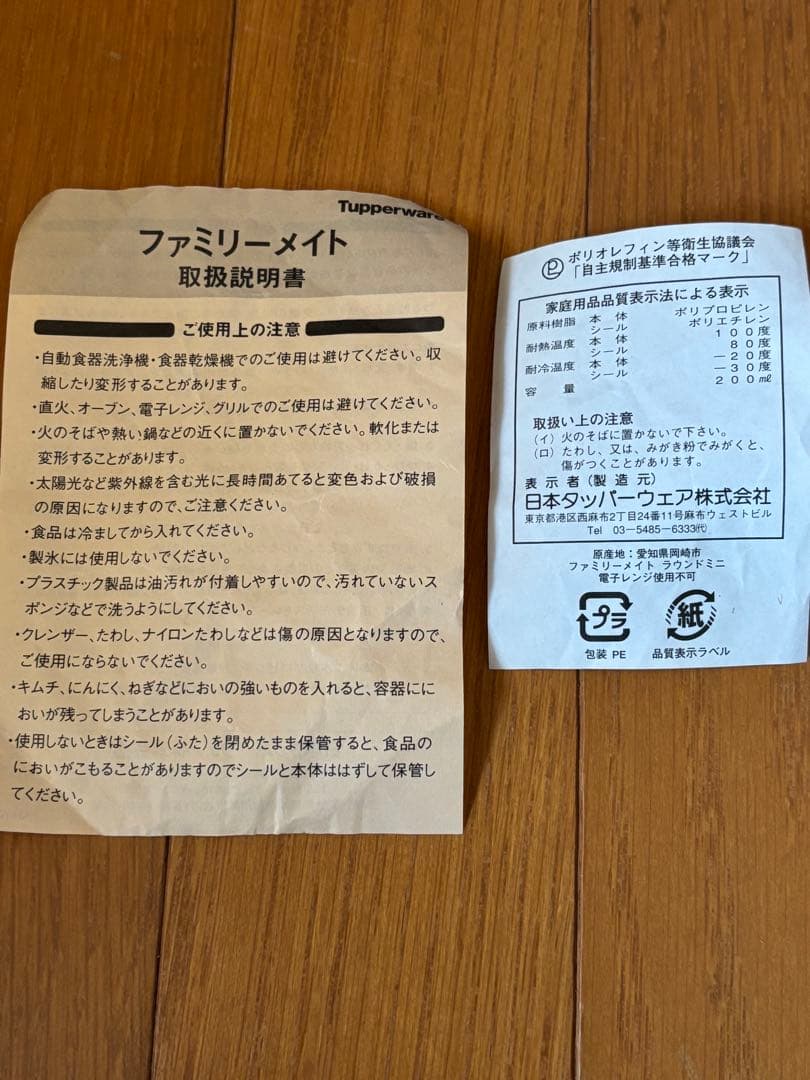 Tupperware
ファミリーメイト
取扱説明書
ご使用上の注意
・自動食器洗浄機・食器乾燥機でのご使用は避けてください。収
縮したり変形することがあります。
・直火、オーブン、電子レンジ、グリルでのご使用は避けてください。
・火のそばや熱い鍋などの近くに置かないでください。軟化または
変形することがあります。
・太陽光など紫外線を含む光に長時間あてると変色および破損
の原因になりますので、ご注意ください。
・食品は冷ましてから入れてください。
・製氷には使用しないでください。
・プラスチック製品は油汚れが付着しやすいので、汚れていないス
ポンジなどで洗うようにしてください。
・クレンザー、たわし、ナイロンたわしなどは傷の原因となりますので、
ご使用にならないでください。
・キムチ、にんにく、ねぎなどにおいの強いものを入れると、容器にに
おいが残ってしまうことがあります。
・使用しないときはシール（ふた）を閉めたまま保管すると、食品の
においがこもることがありますのでシールと本体ははずして保管し
てください。
ポリオレフィン等衛生協議会
「自主規制基準合格マーク」
家庭用品品質表示法による表示
原料樹脂 本体 ポリプロピレン
シール ポリエチレン
耐熱温度 本体 100度
シール 80度
耐冷温度 本体 −20度
シール −30度
容量 200㎖
取扱い上の注意
（イ）火のそばに置かないで下さい。
（ロ）たわし、又は、みがき粉でみがくと、
傷がつくことがあります。
表示者（製造元）
日本タッパーウェア株式会社
東京都港区西麻布2丁目24番11号麻布ウェストビル
Tel 03-5485-6333㈹
原産地：愛知県岡崎市
ファミリーメイト ラウンドミニ
電子レンジ使用不可
プラ 紙
包装 PE 品質表示ラベル